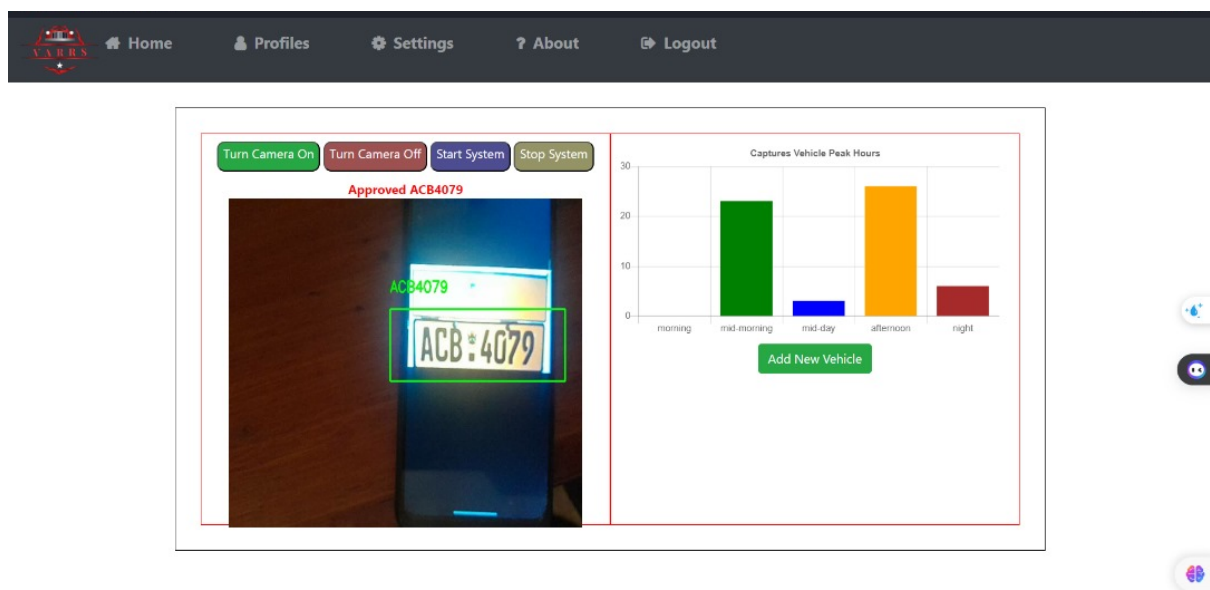 VARRS
Home Profiles Settings ? About Logout
Turn Camera On Turn Camera Off Start System Stop System
Approved ACB4079
ACB4079
ACB 4079
Captures Vehicle Peak Hours
30
20
10
0
morning mid-morning mid-day afternoon night
Add New Vehicle